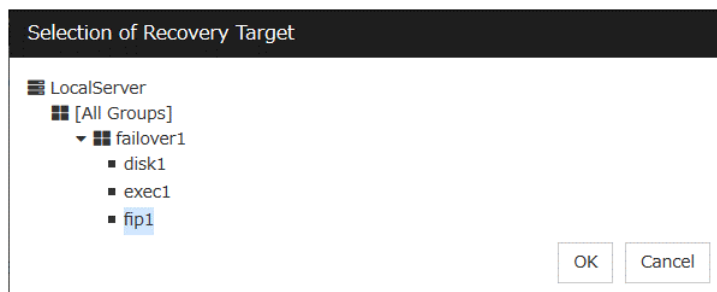 Selection of Recovery Target
LocalServer
[All Groups]
failover1
disk1
exec1
fip1
OK Cancel